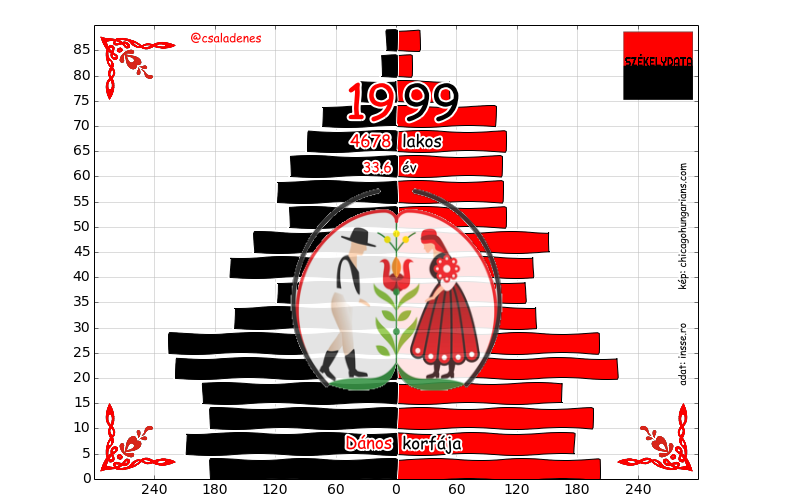 @csaladenes
SZÉKELYDATA
1999
4678 lakos
33.6 év
Dános korfája
kép: chicagohungarians.com
adat: insse.ro
85
80
75
70
65
60
55
50
45
40
35
30
25
20
15
10
5
0
240 180 120 60 0 60 120 180 240